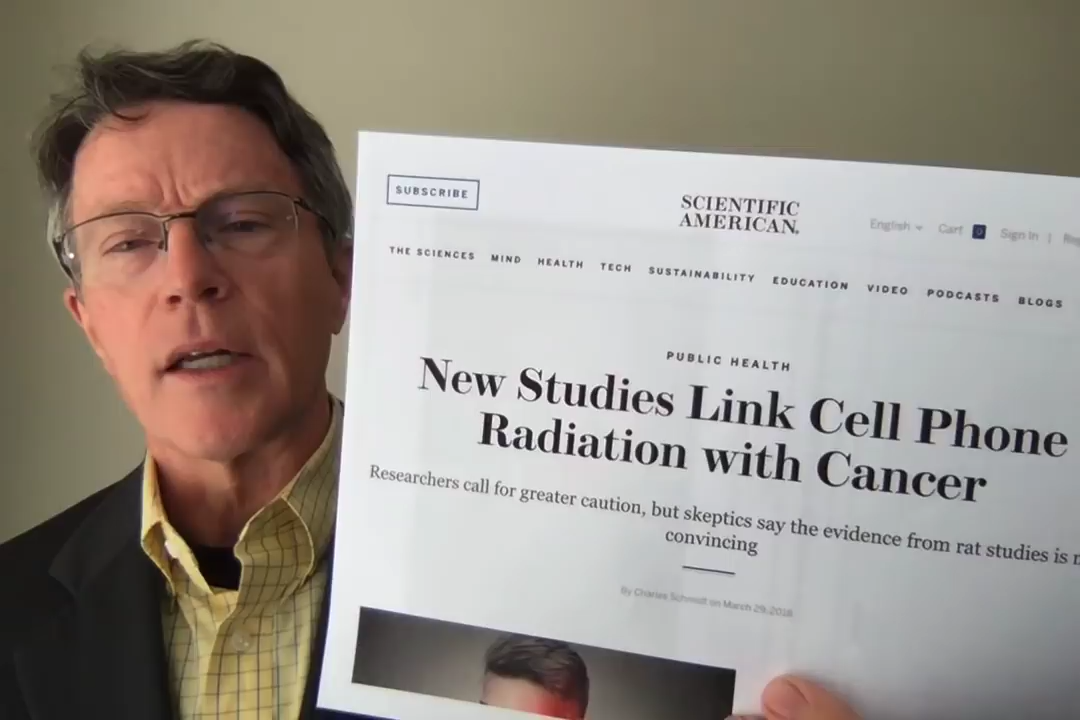 SUBSCRIBE
SCIENTIFIC
AMERICAN.
English Cart 0 Sign In |
THE SCIENCES MIND HEALTH TECH SUSTAINABILITY EDUCATION VIDEO PODCASTS BLOGS
PUBLIC HEALTH
New Studies Link Cell Phone
Radiation with Cancer
Researchers call for greater caution, but skeptics say the evidence from rat studies is
convincing
By Charles Schmidt on March 29, 2018